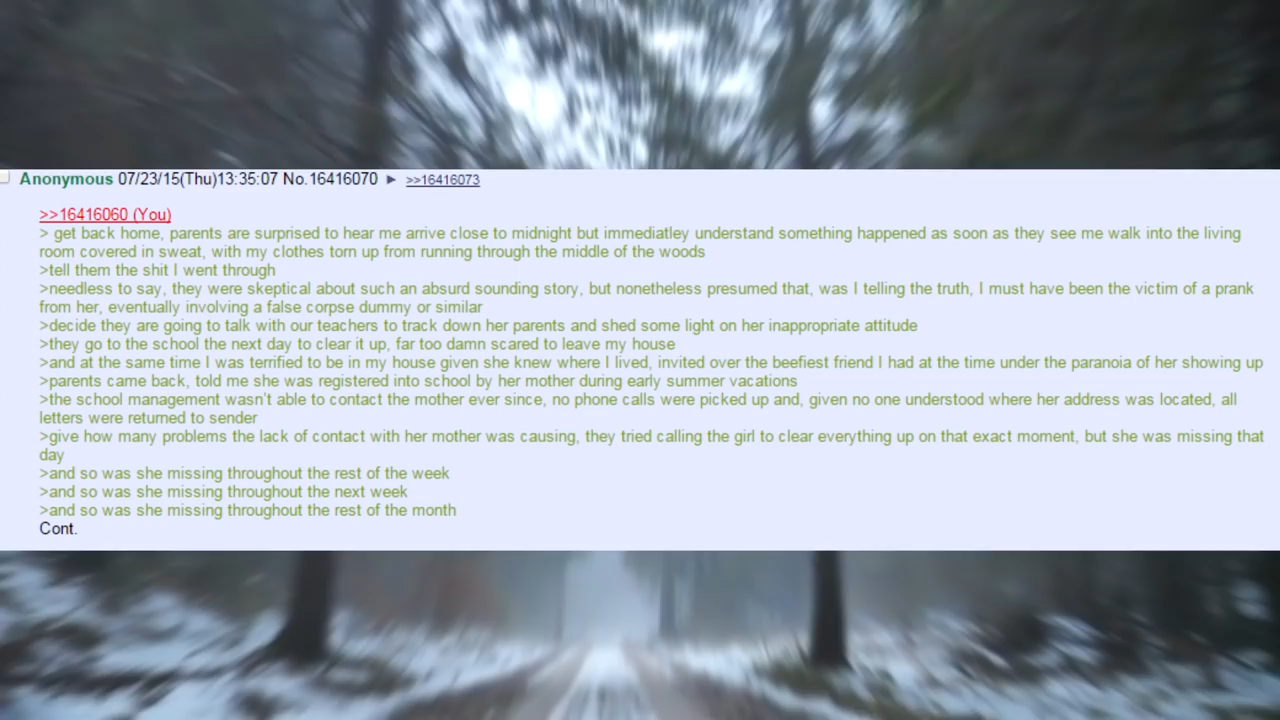 Anonymous 07/23/15(Thu)13:35:07 No.16416070 ▶ >>16416073
>>16416060 (You)
> get back home, parents are surprised to hear me arrive close to midnight but immediatley understand something happened as soon as they see me walk into the living
room covered in sweat, with my clothes torn up from running through the middle of the woods
>tell them the shit I went through
>needless to say, they were skeptical about such an absurd sounding story, but nonetheless presumed that, was I telling the truth, I must have been the victim of a prank
from her, eventually involving a false corpse dummy or similar
>decide they are going to talk with our teachers to track down her parents and shed some light on her inappropriate attitude
>they go to the school the next day to clear it up, far too damn scared to leave my house
>and at the same time I was terrified to be in my house given she knew where I lived, invited over the beefiest friend I had at the time under the paranoia of her showing up
>parents came back, told me she was registered into school by her mother during early summer vacations
>the school management wasn't able to contact the mother ever since, no phone calls were picked up and, given no one understood where her address was located, all
letters were returned to sender
>give how many problems the lack of contact with her mother was causing, they tried calling the girl to clear everything up on that exact moment, but she was missing that
day
>and so was she missing throughout the rest of the week
>and so was she missing throughout the next week
>and so was she missing throughout the rest of the month
Cont.